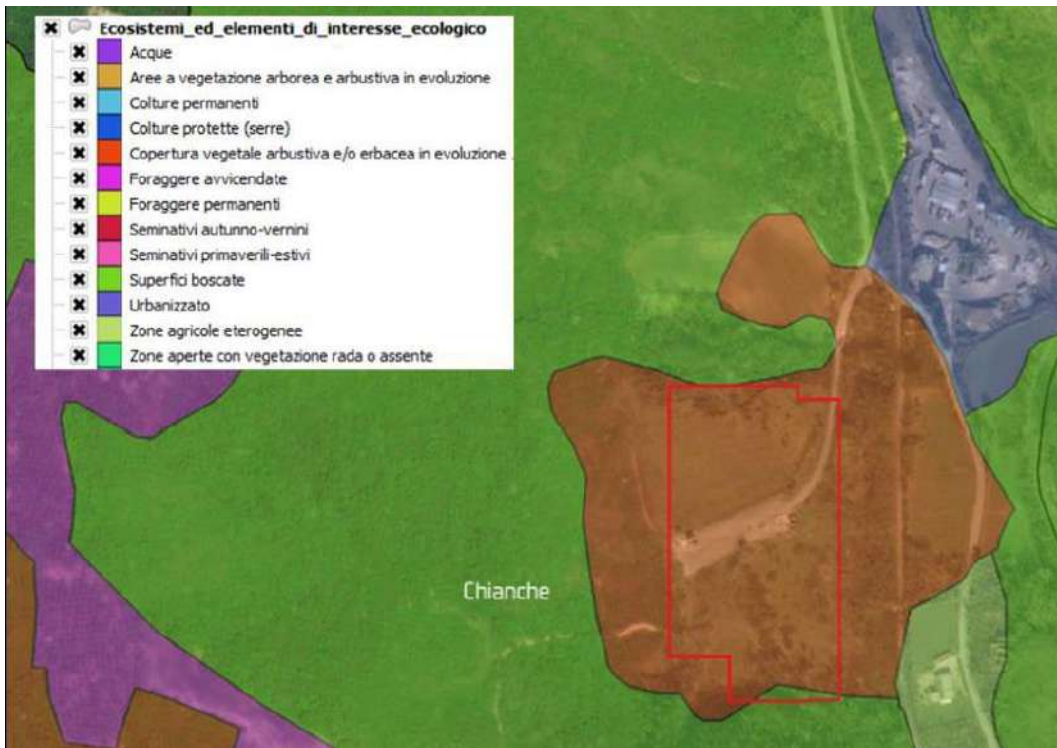 Ecosistemi_ed_elementi_di_interesse_ecologico
Acque
Aree a vegetazione arborea e arbustiva in evoluzione
Colture permanenti
Colture protette (serre)
Copertura vegetale arbustiva e/o erbacea in evoluzione .
Foraggere avvicendate
Foraggere permanenti
Seminativi autunno-vernini
Seminativi primaverili-estivi
Superfici boscate
Urbanizzato
Zone agricole eterogenee
Zone aperte con vegetazione rada o assente
Chianche